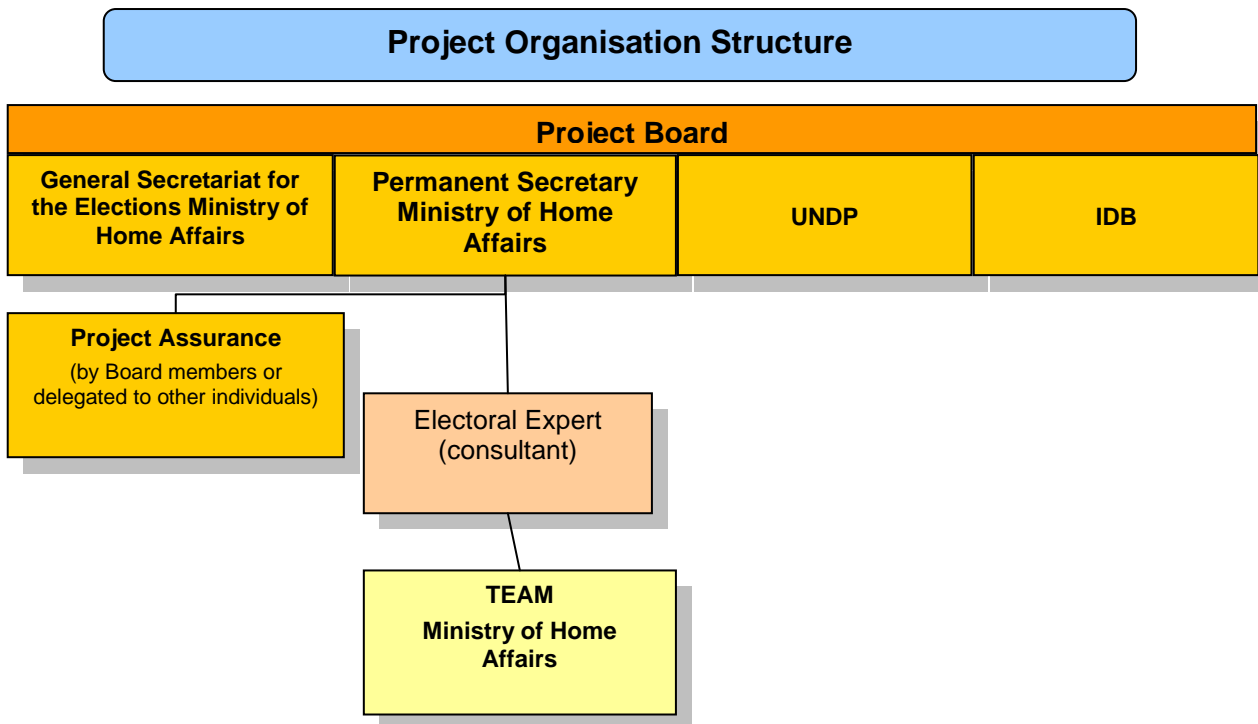 Project Organisation Structure
Project Board
General Secretariat for
the Elections Ministry of
Home Affairs
Permanent Secretary
Ministry of Home
Affairs
UNDP
IDB
Project Assurance
(by Board members or
delegated to other individuals)
Electoral Expert
(consultant)
TEAM
Ministry of Home
Affairs